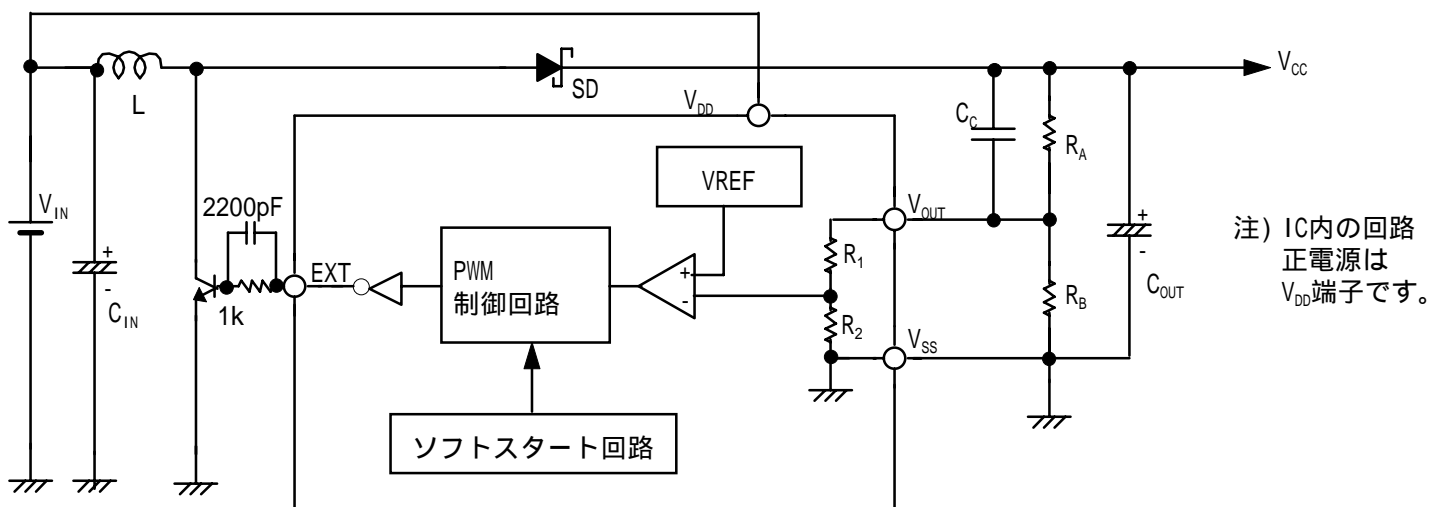 L
SD
V_CC
V_DD
C_C
R_A
VREF
V_IN
2200pF
V_OUT
+
-
C_IN
1k
EXT
PWM
制御回路
+
-
R_1
R_2
R_B
+
-
C_OUT
注) IC内の回路
正電源は
V_DD端子です。
V_SS
ソフトスタート回路